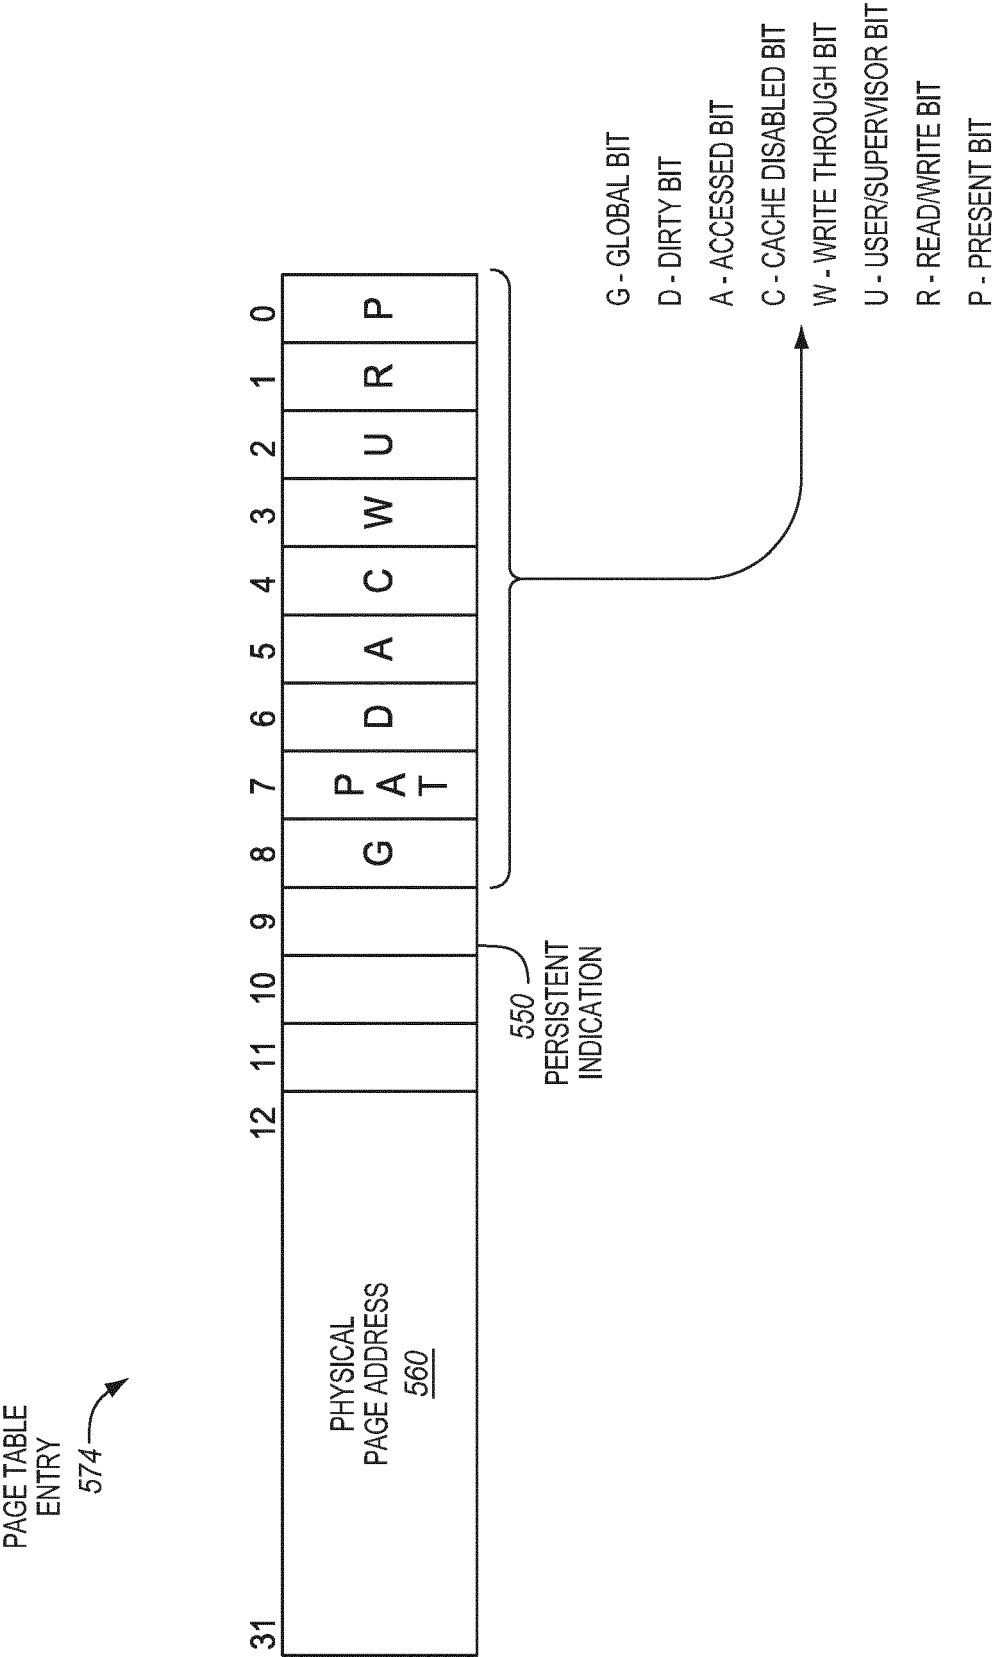 PAGE TABLE
ENTRY
574
31
12
11
10
9
8
7
6
5
4
3
2
1
0
PHYSICAL
PAGE ADDRESS
560
G
P
A
T
D
A
C
W
U
R
P
550
PERSISTENT
INDICATION
G - GLOBAL BIT
D - DIRTY BIT
A - ACCESSED BIT
C - CACHE DISABLED BIT
W - WRITE THROUGH BIT
U - USER/SUPERVISOR BIT
R - READ/WRITE BIT
P - PRESENT BIT